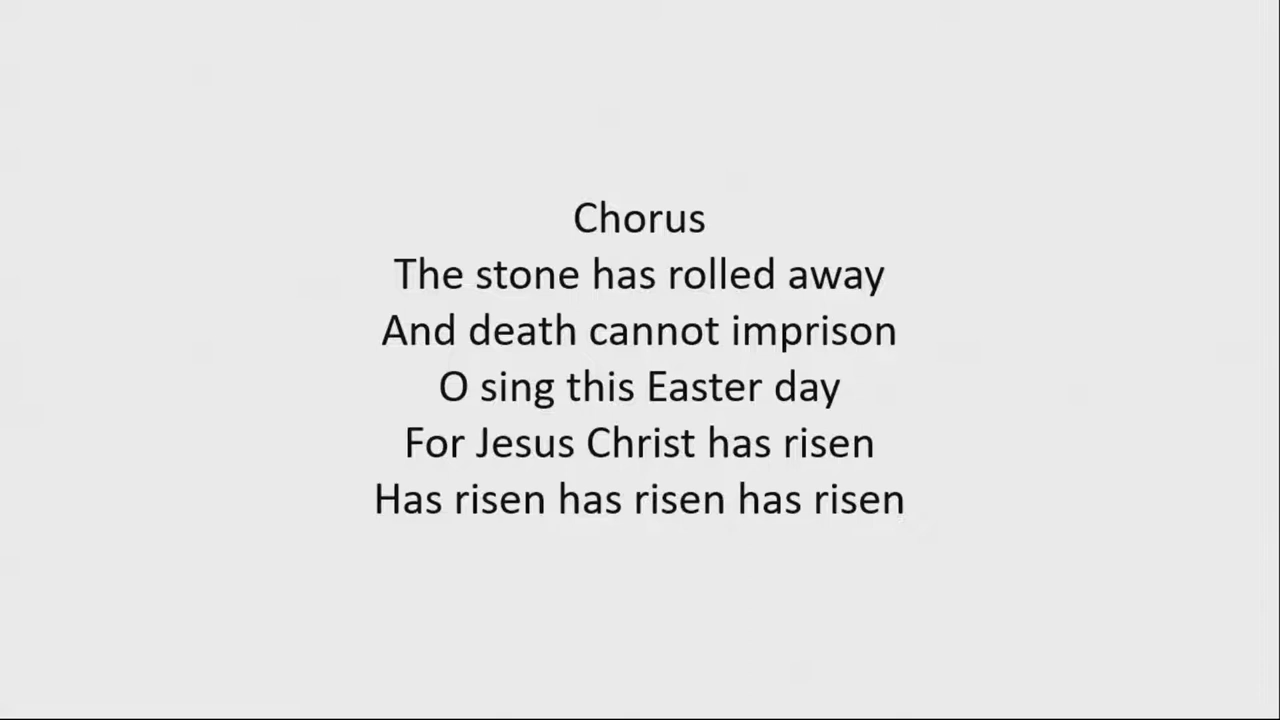 Chorus
The stone has rolled away
And death cannot imprison
O sing this Easter day
For Jesus Christ has risen
Has risen has risen has risen